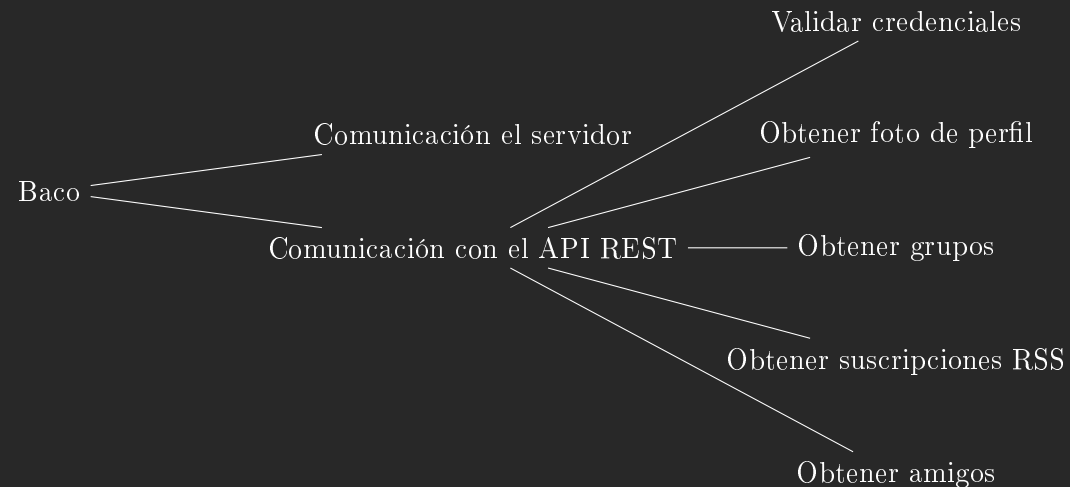 Validar credenciales
Comunicación el servidor
Obtener foto de perfil
Baco
Comunicación con el API REST
Obtener grupos
Obtener suscripciones RSS
Obtener amigos